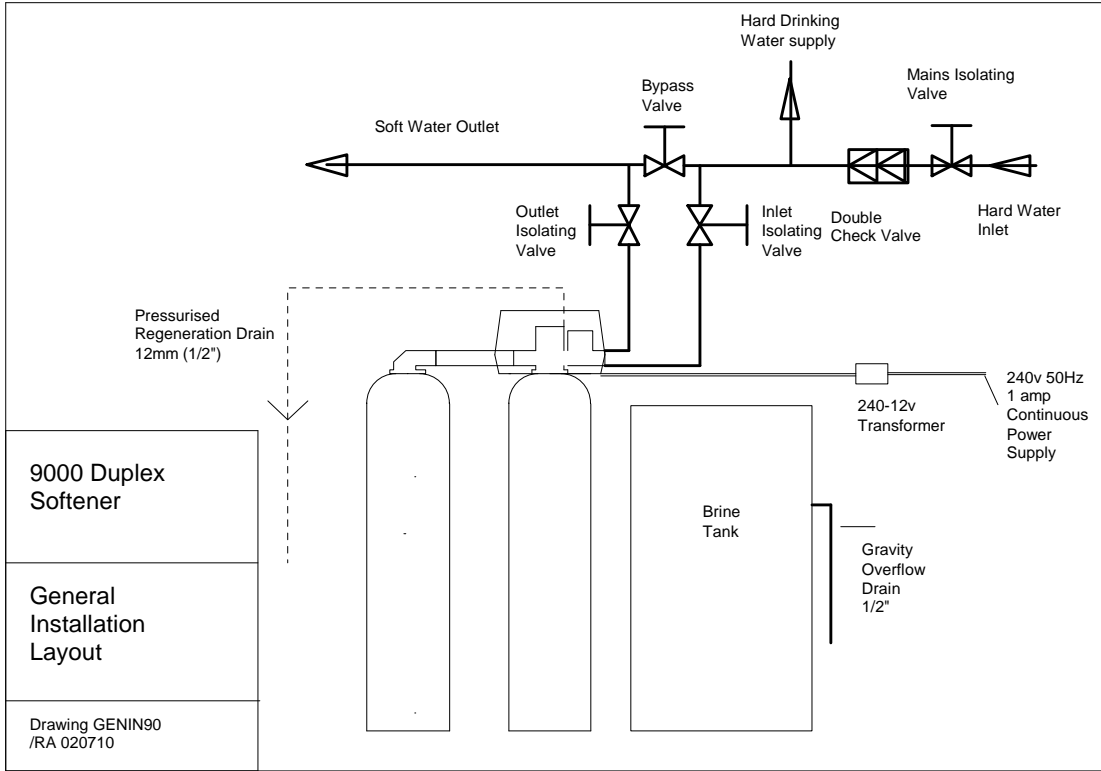 Hard Drinking
Water supply
Mains Isolating
Valve
Bypass
Valve
Soft Water Outlet
Outlet
Isolating
Valve
Inlet
Isolating
Valve
Double
Check Valve
Hard Water
Inlet
Pressurised
Regeneration Drain
12mm (1/2")
240-12v
Transformer
240v 50Hz
1 amp
Continuous
Power
Supply
Brine
Tank
Gravity
Overflow
Drain
1/2"
9000 Duplex
Softener
General
Installation
Layout
Drawing GENIN90
/RA 020710